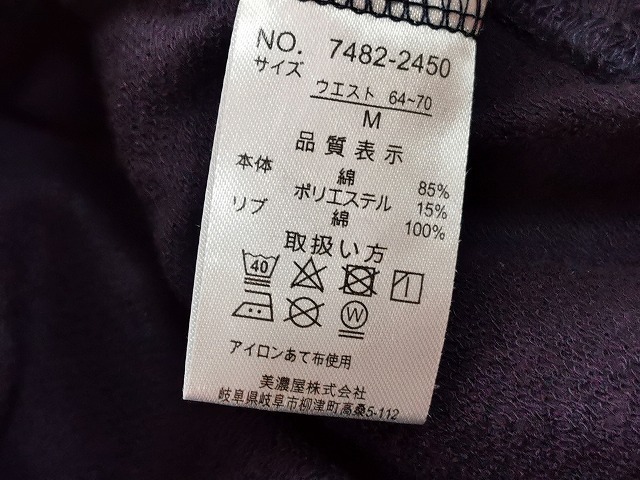 NO. 7482-2450
サイズ
ウエスト 64~70
M
品質表示
本体 綿 85%
ポリエステル 15%
リブ 綿 100%
取扱い方
40
W
アイロンあて布使用
美濃屋株式会社
岐阜県岐阜市柳津町高桑5-112